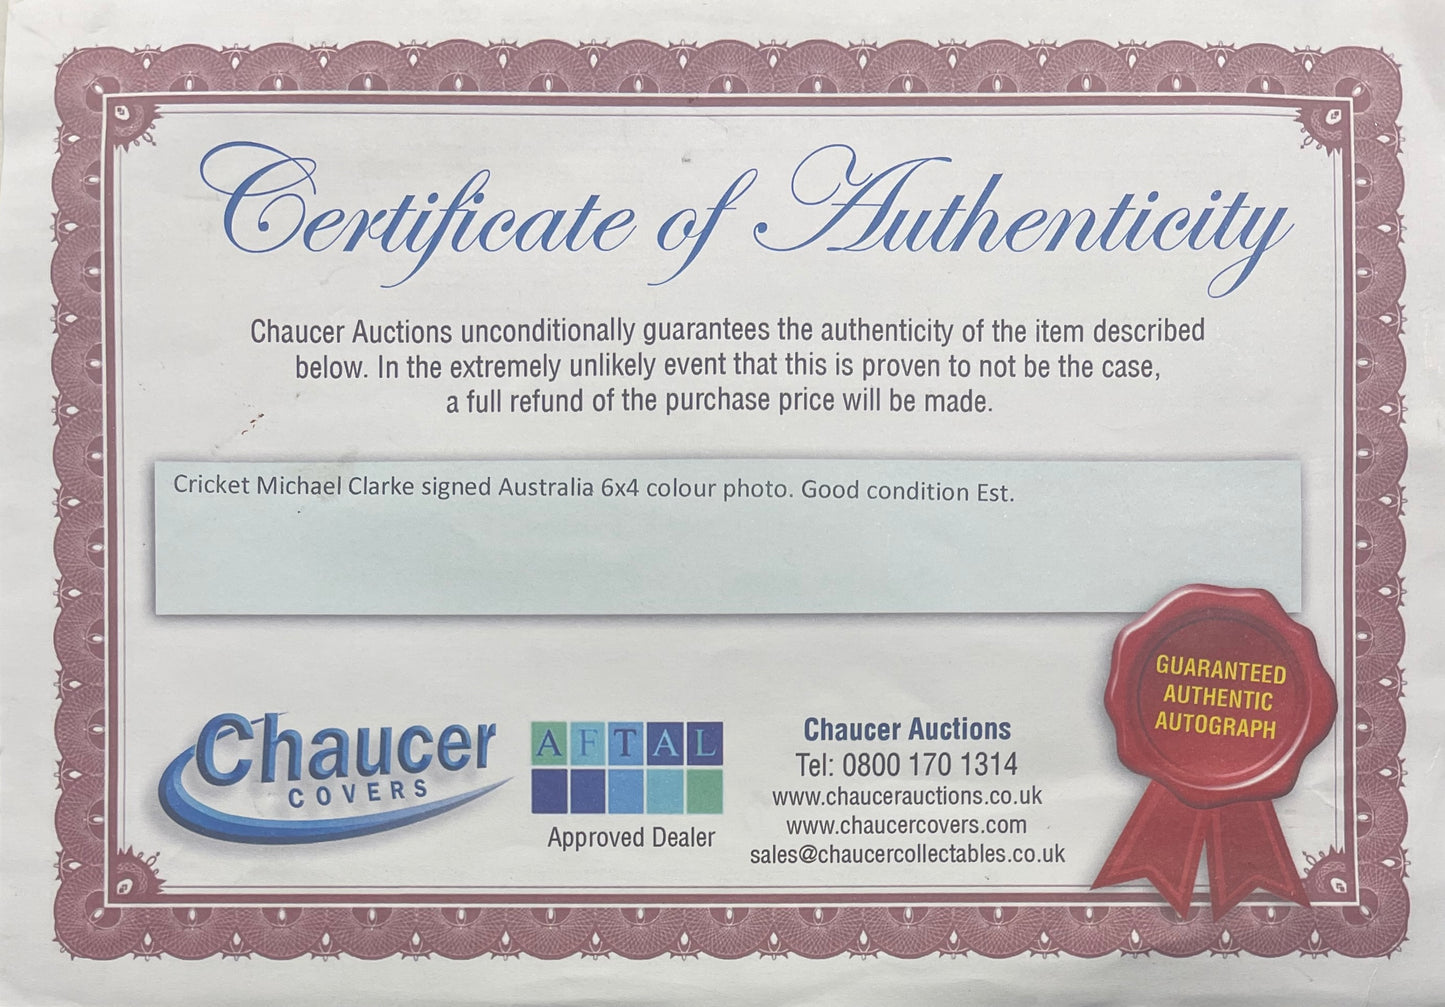 Certificate of Authenticity
Chaucer Auctions unconditionally guarantees the authenticity of the item described
below. In the extremely unlikely event that this is proven to not be the case,
a full refund of the purchase price will be made.
Cricket Michael Clarke signed Australia 6x4 colour photo. Good condition Est.
GUARANTEED
AUTHENTIC
AUTOGRAPH
Chaucer
COVERS
AFTAL
Approved Dealer
Chaucer Auctions
Tel: 0800 170 1314
www.chaucerauctions.co.uk
www.chaucercovers.com
sales@chaucercollectables.co.uk